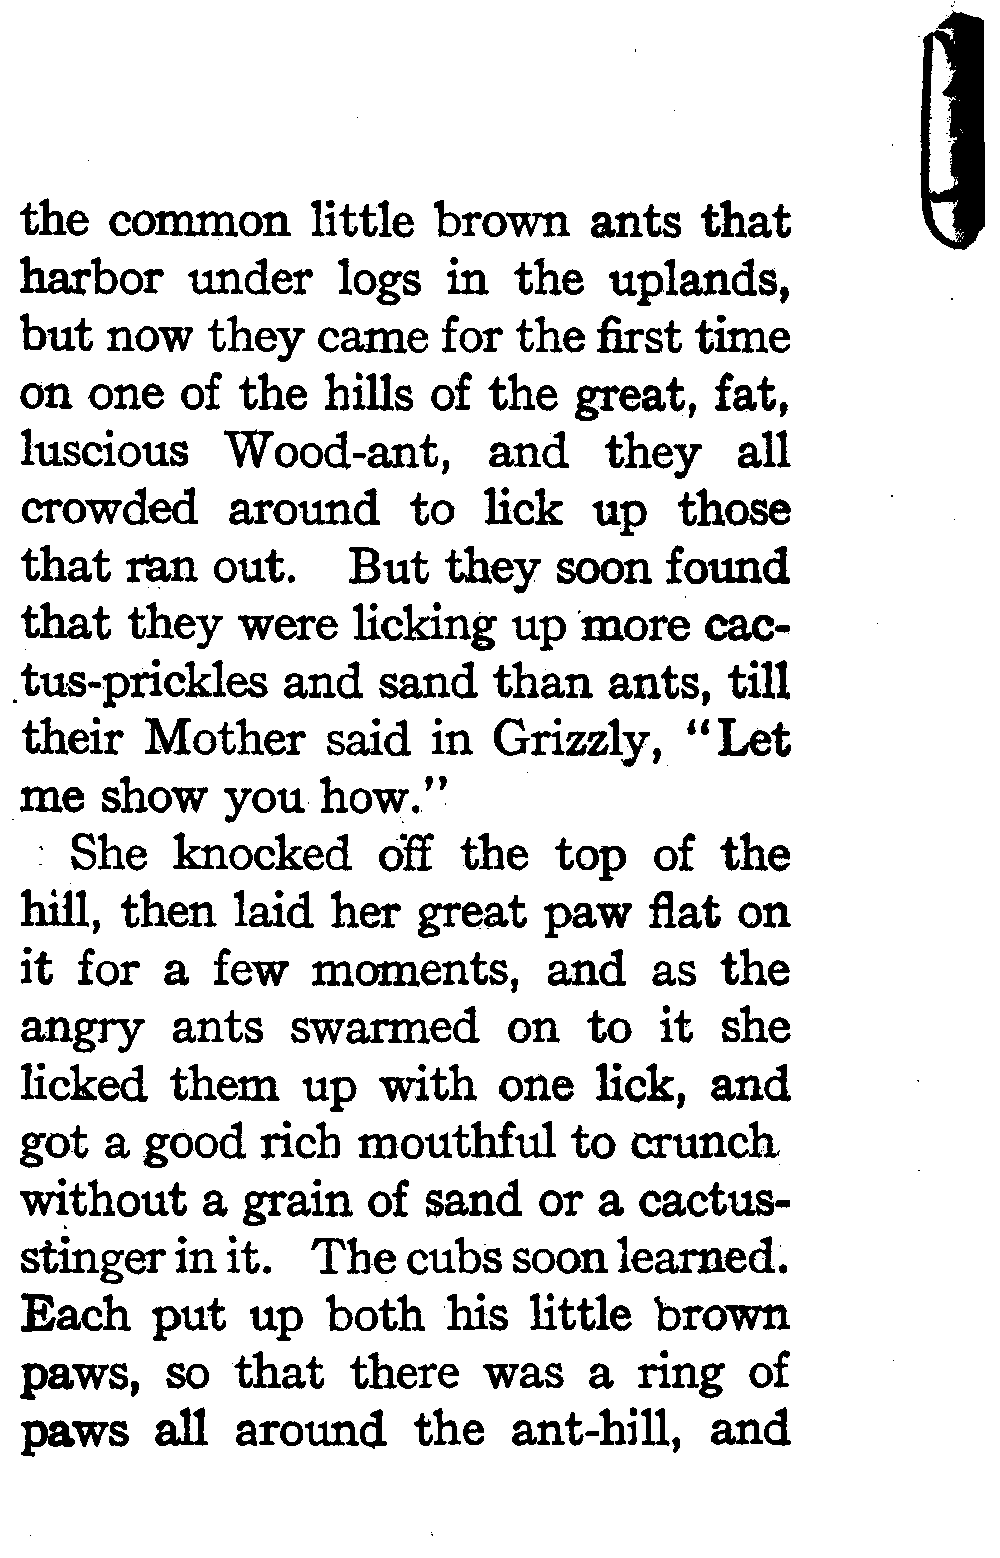 the common little brown ants that
harbor under logs in the uplands,
but now they came for the first time
on one of the hills of the great, fat,
luscious Wood-ant, and they all
crowded around to lick up those
that ran out. But they soon found
that they were licking up more cac-
tus-prickles and sand than ants, till
their Mother said in Grizzly, "Let
me show you how."
She knocked off the top of the
hill, then laid her great paw flat on
it for a few moments, and as the
angry ants swarmed on to it she
licked them up with one lick, and
got a good rich mouthful to crunch
without a grain of sand or a cactus-
stinger in it. The cubs soon learned.
Each put up both his little brown
paws, so that there was a ring of
paws all around the ant-hill, and